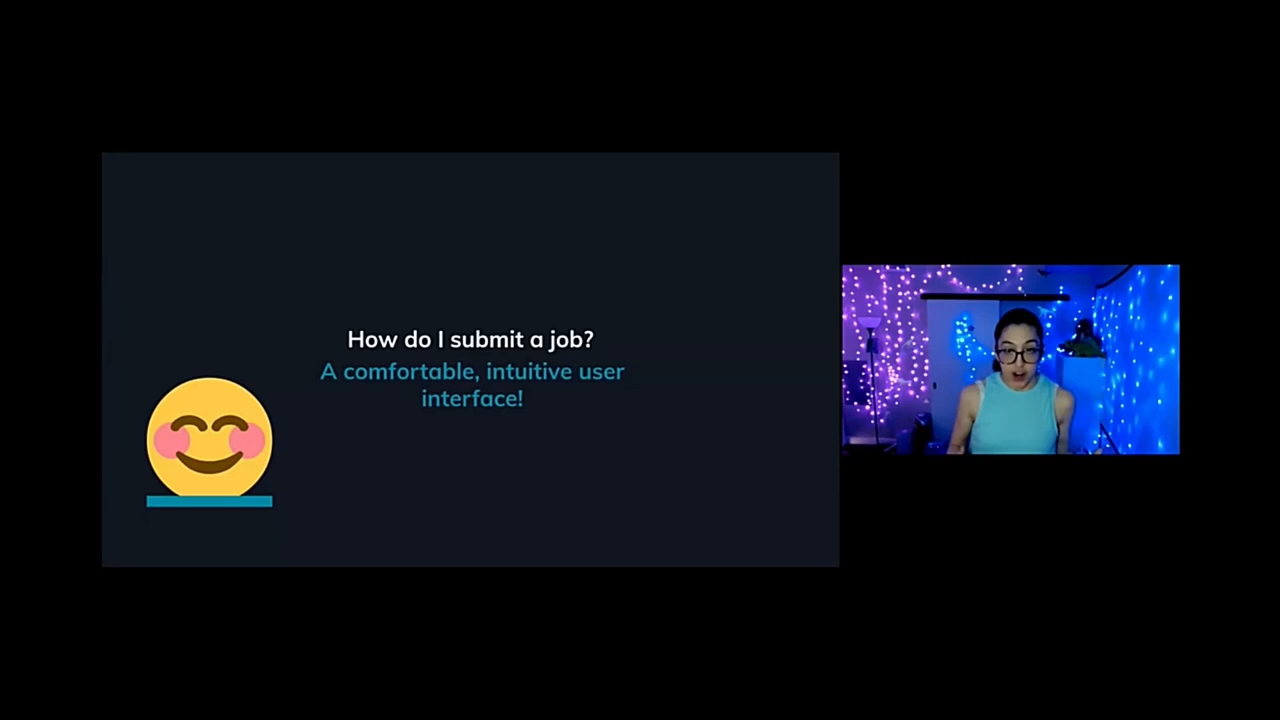 How do I submit a job?
A comfortable, intuitive user
interface!